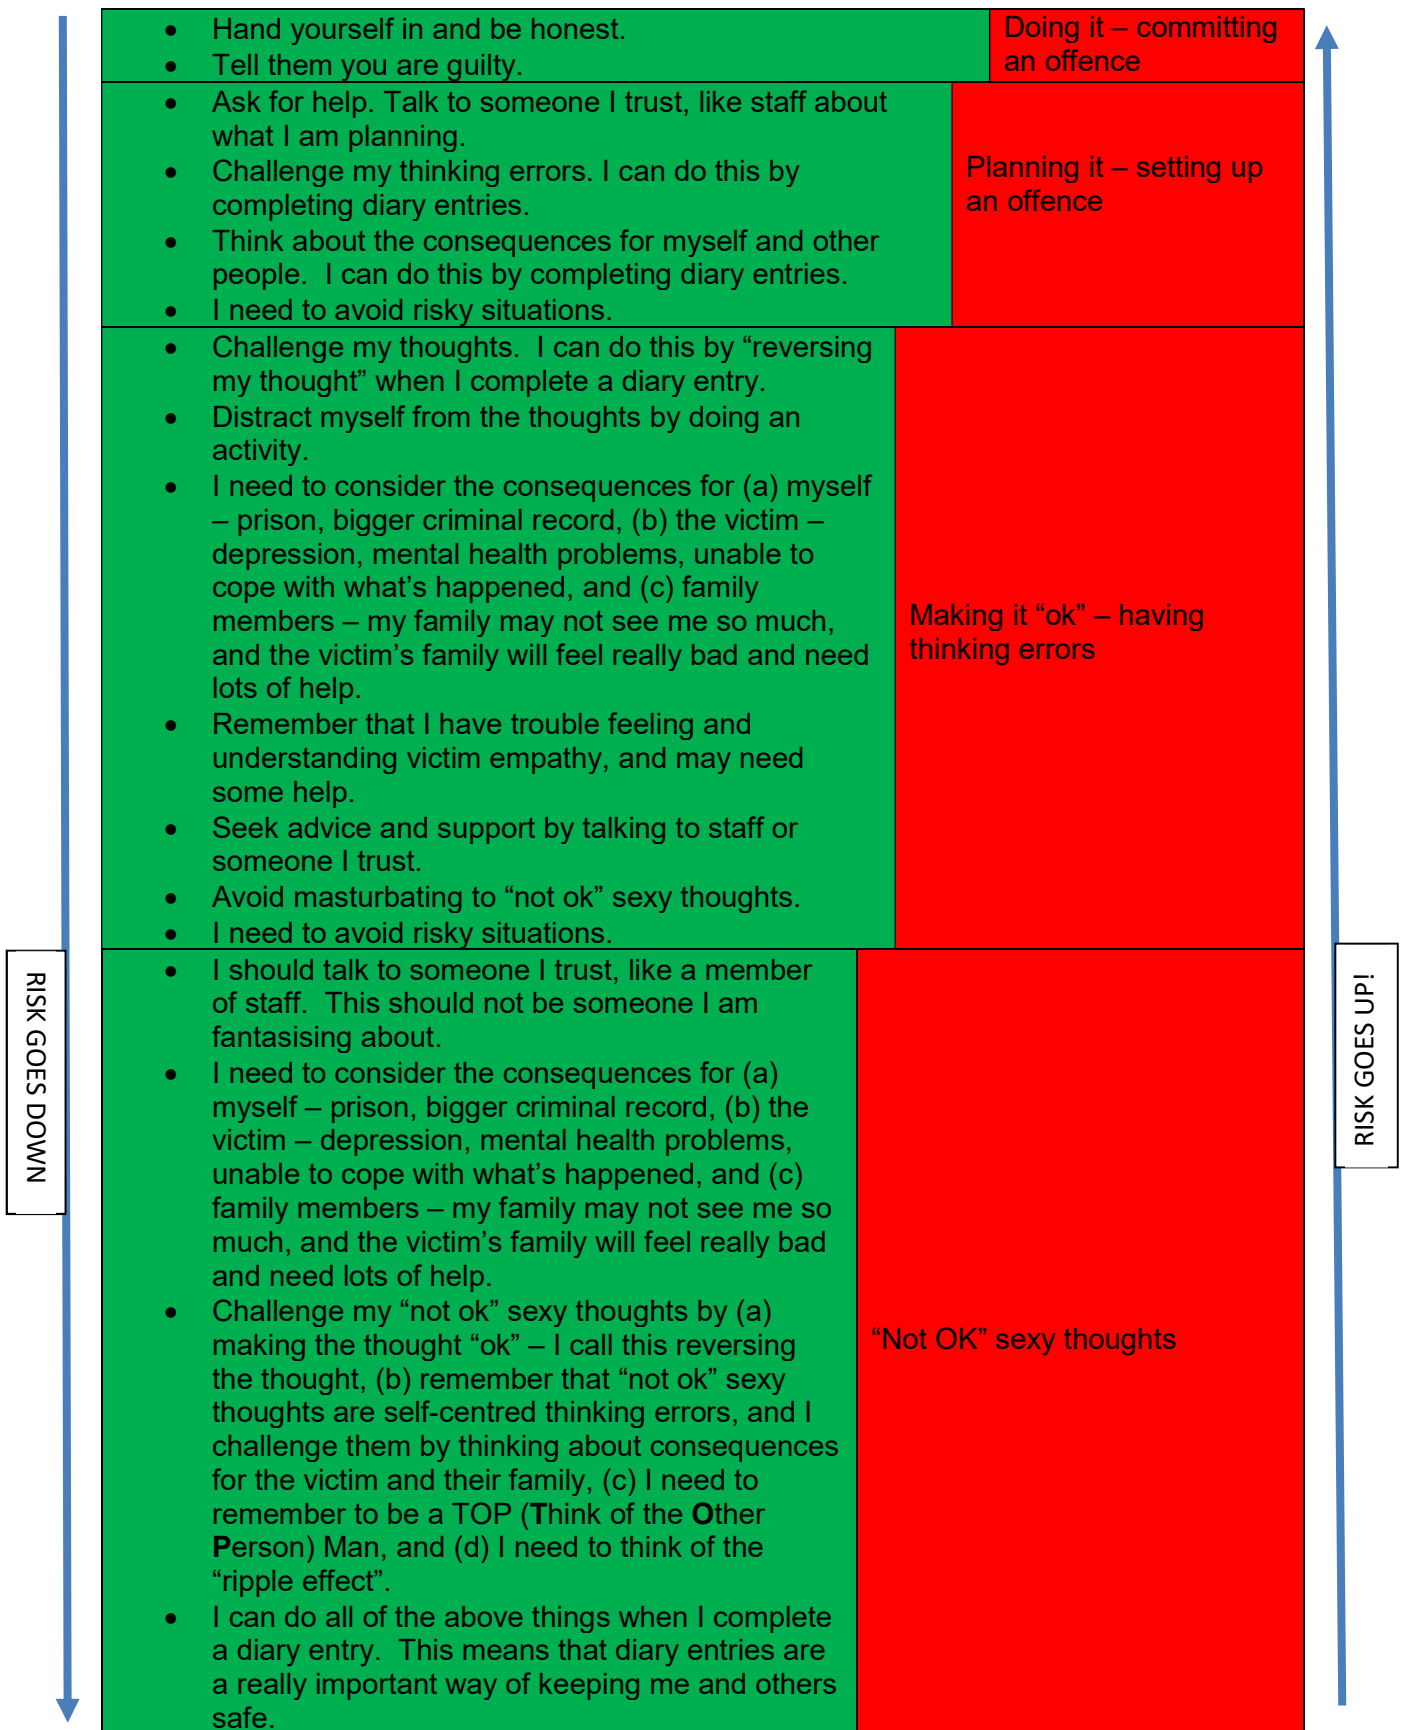 • Hand yourself in and be honest.
• Tell them you are guilty.
Doing it – committing
an offence
• Ask for help. Talk to someone I trust, like staff about
what I am planning.
• Challenge my thinking errors. I can do this by
completing diary entries.
• Think about the consequences for myself and other
people.  I can do this by completing diary entries.
• I need to avoid risky situations.
Planning it – setting up
an offence
• Challenge my thoughts.  I can do this by “reversing
my thought” when I complete a diary entry.
• Distract myself from the thoughts by doing an
activity.
• I need to consider the consequences for (a) myself
– prison, bigger criminal record, (b) the victim –
depression, mental health problems, unable to
cope with what’s happened, and (c) family
members – my family may not see me so much,
and the victim’s family will feel really bad and need
lots of help.
• Remember that I have trouble feeling and
understanding victim empathy, and may need
some help.
• Seek advice and support by talking to staff or
someone I trust.
• Avoid masturbating to “not ok” sexy thoughts.
• I need to avoid risky situations.
Making it “ok” – having
thinking errors
• I should talk to someone I trust, like a member
of staff.  This should not be someone I am
fantasising about.
• I need to consider the consequences for (a)
myself – prison, bigger criminal record, (b) the
victim – depression, mental health problems,
unable to cope with what’s happened, and (c)
family members – my family may not see me so
much, and the victim’s family will feel really bad
and need lots of help.
• Challenge my “not ok” sexy thoughts by (a)
making the thought “ok” – I call this reversing
the thought, (b) remember that “not ok” sexy
thoughts are self-centred thinking errors, and I
challenge them by thinking about consequences
for the victim and their family, (c) I need to
remember to be a TOP (Think of the Other
Person) Man, and (d) I need to think of the
“ripple effect”.
• I can do all of the above things when I complete
a diary entry.  This means that diary entries are
a really important way of keeping me and others
safe.
“Not OK” sexy thoughts
RISK GOES DOWN
RISK GOES UP!